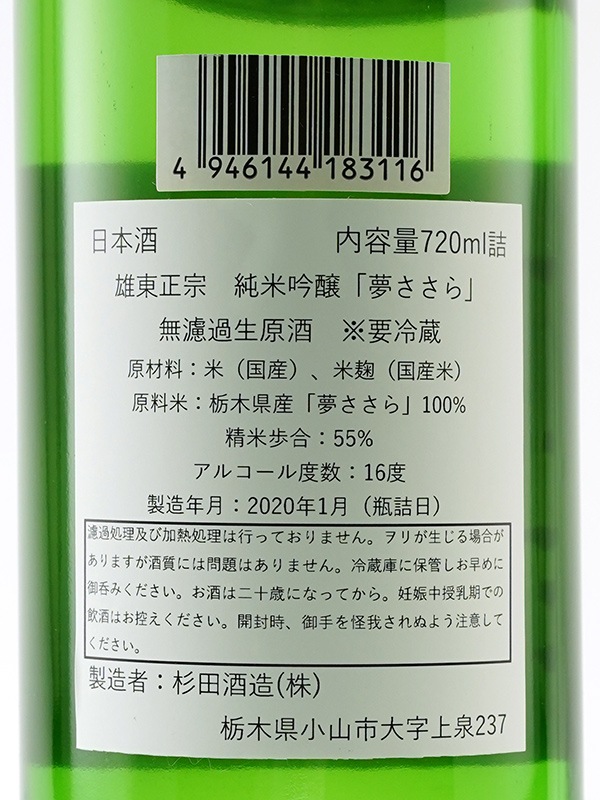 4 946144 183116
日本酒 内容量720ml詰
雄東正宗 純米吟醸「夢ささら」
無濾過生原酒 ※要冷蔵
原材料：米（国産）、米麹（国産米）
原料米：栃木県産「夢ささら」100%
精米歩合：55%
アルコール度数：16度
製造年月：2020年1月（瓶詰日）
濾過処理及び加熱処理は行っておりません。ヲリが生じる場合が
ありますが酒質には問題はありません。冷蔵庫に保管しお早めに
御呑みください。お酒は二十歳になってから。妊娠中授乳期での
飲酒はお控えください。開封時、御手を怪我されぬよう注意して
ください。
製造者：杉田酒造(株)
栃木県小山市大字上泉237